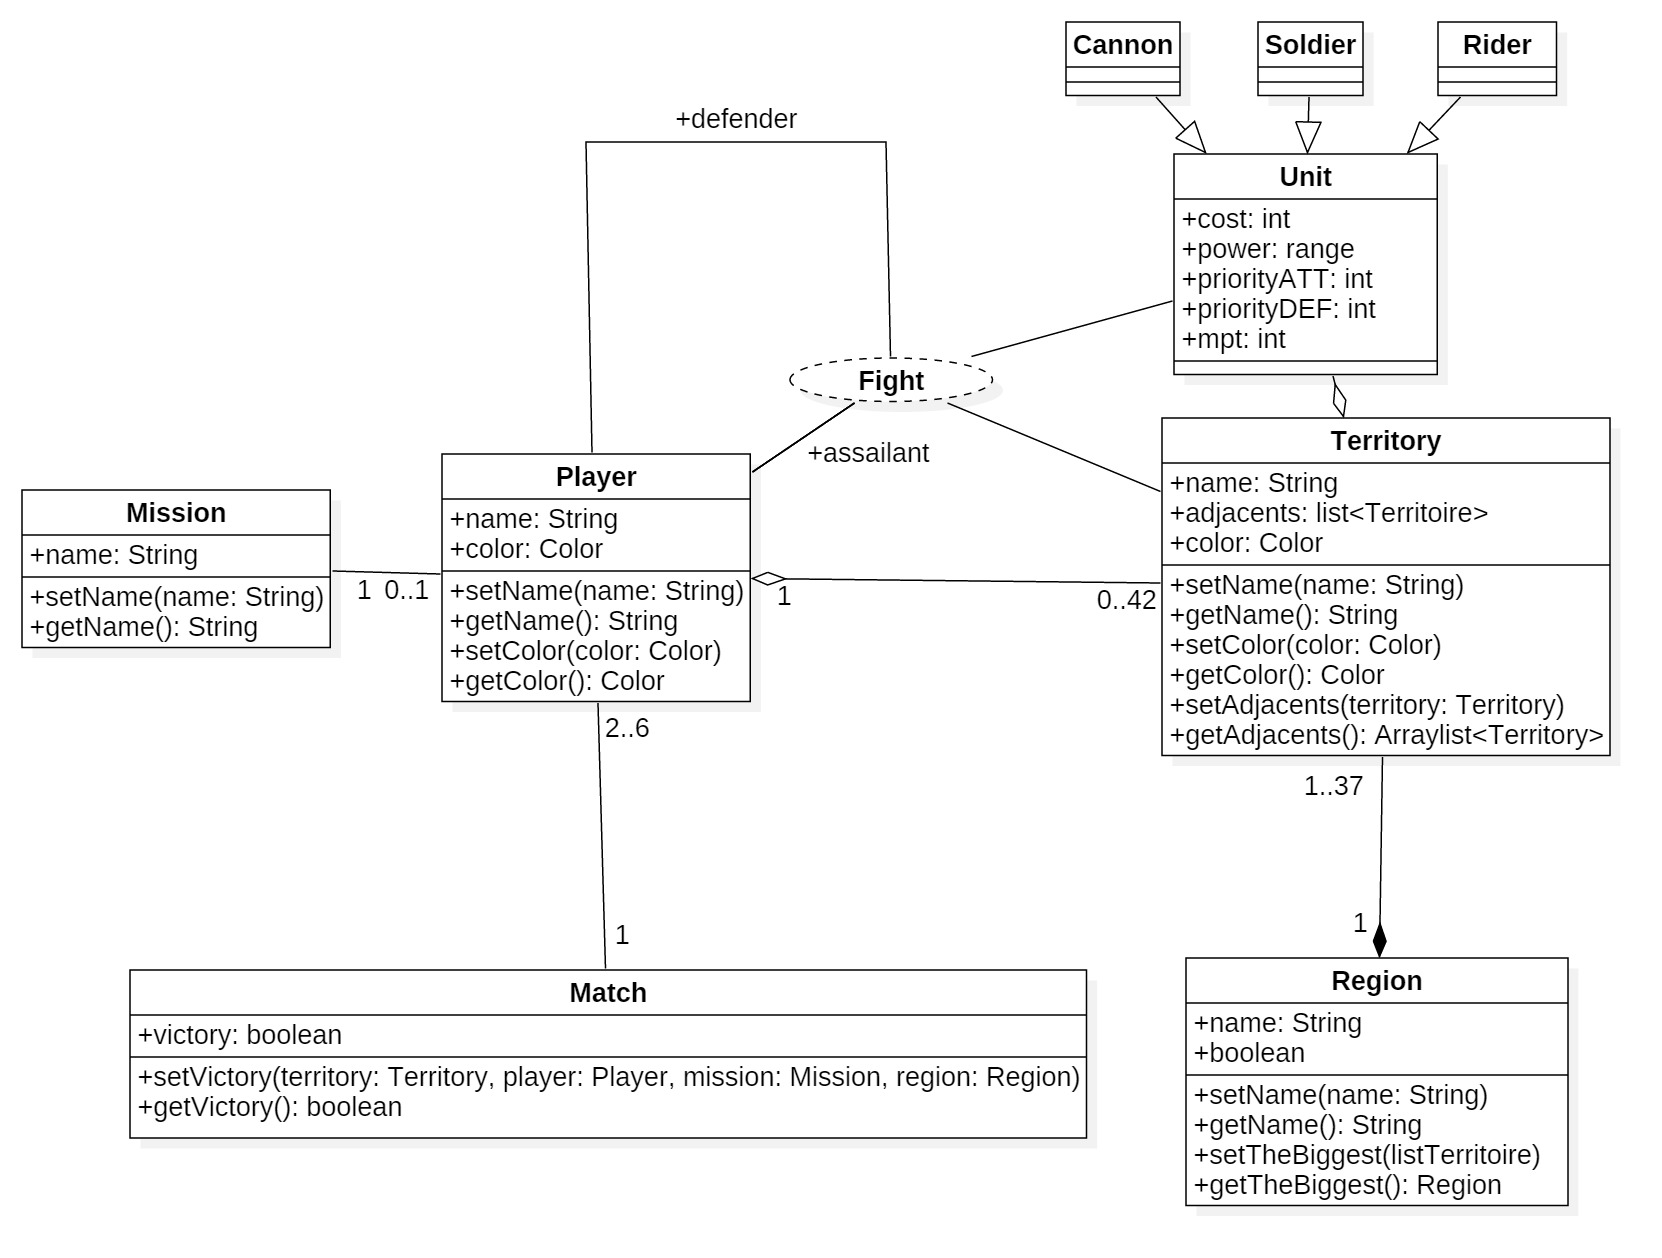 Cannon
Soldier
Rider
+defender
Unit
+cost: int
+power: range
+priorityATT: int
+priorityDEF: int
+mpt: int
Fight
+assailant
Territory
+name: String
+adjacents: list<Territoire>
+color: Color
+setName(name: String)
+getName(): String
+setColor(color: Color)
+getColor(): Color
+setAdjacents(territory: Territory)
+getAdjacents(): Arraylist<Territory>
Player
+name: String
+color: Color
+setName(name: String)
+getName(): String
+setColor(color: Color)
+getColor(): Color
Mission
+name: String
+setName(name: String)
+getName(): String
1 0..1
1
0..42
2..6
1
1..37
1
Match
+victory: boolean
+setVictory(territory: Territory, player: Player, mission: Mission, region: Region)
+getVictory(): boolean
Region
+name: String
+boolean
+setName(name: String)
+getName(): String
+setTheBiggest(listTerritoire)
+getTheBiggest(): Region